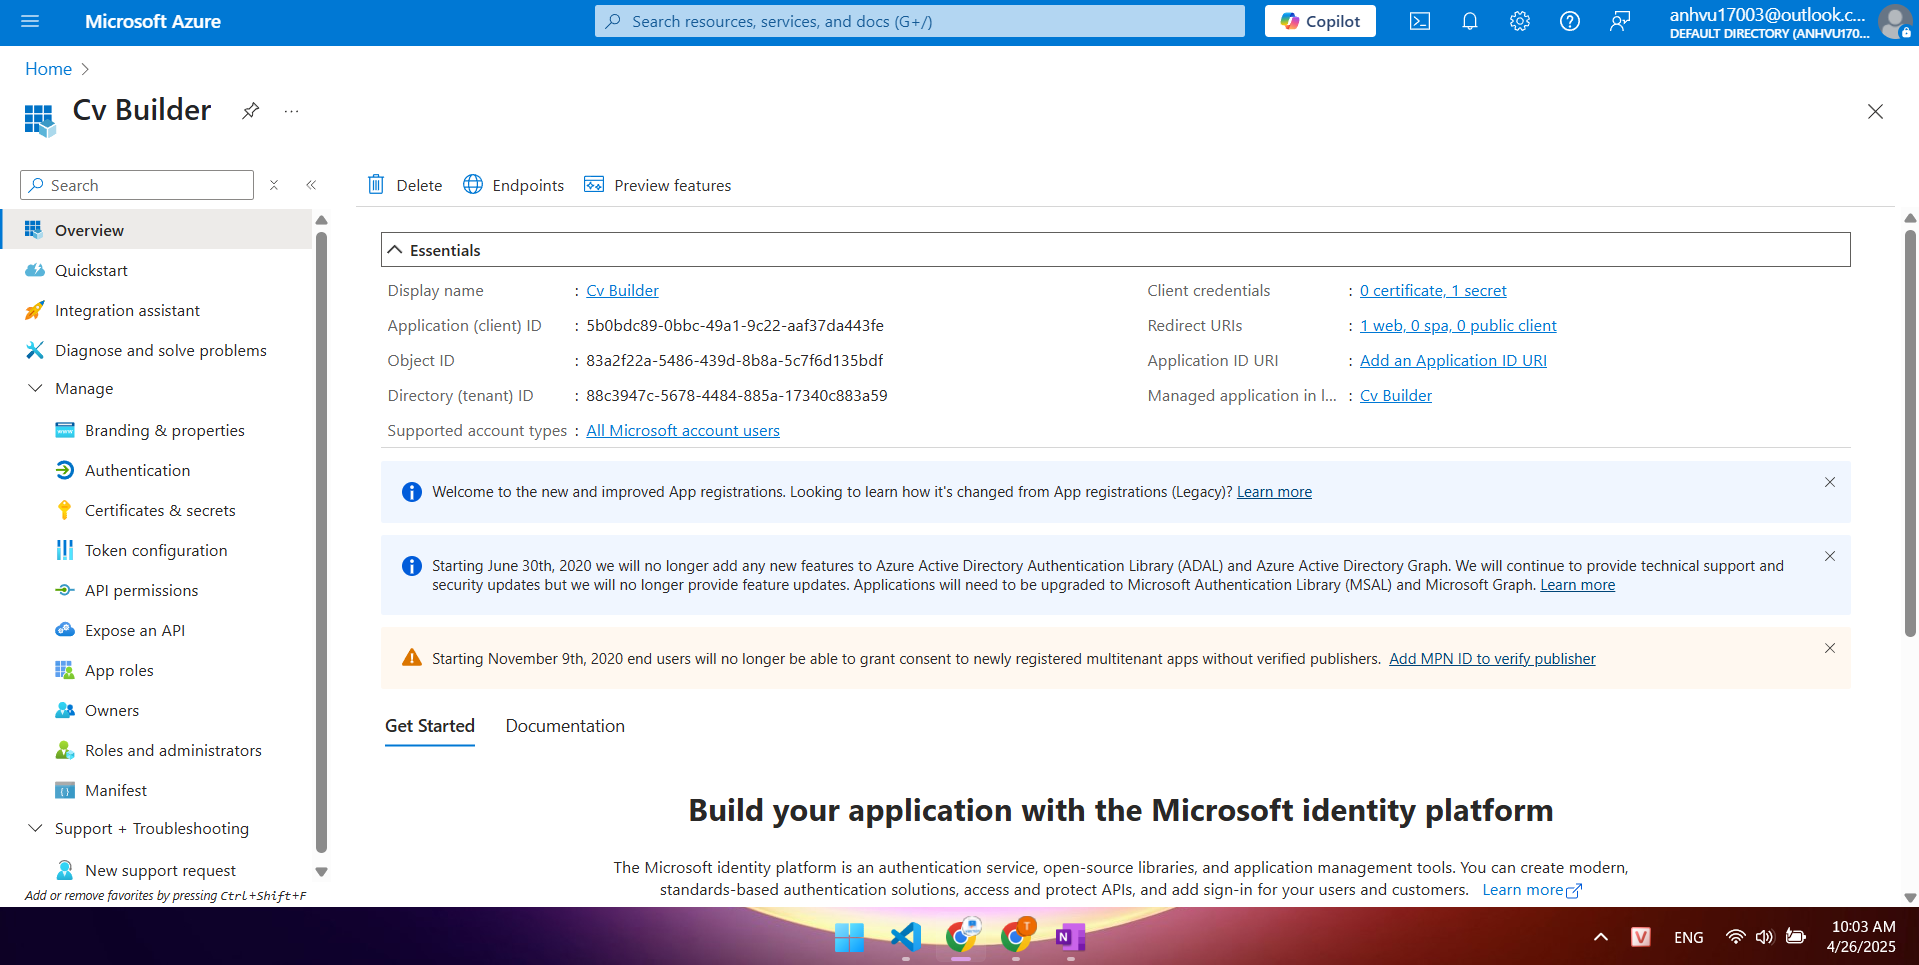 Microsoft Azure
Search resources, services, and docs (G+/)
Copilot
anhvu17003@outlook.c...
DEFAULT DIRECTORY (ANHVU170...
Home
Cv Builder
...
Search
Delete
Endpoints
Preview features
Overview
Quickstart
Integration assistant
Diagnose and solve problems
Manage
Branding & properties
Authentication
Certificates & secrets
Token configuration
API permissions
Expose an API
App roles
Owners
Roles and administrators
Manifest
Support + Troubleshooting
New support request
Add or remove favorites by pressing Ctrl+Shift+F
Essentials
Display name : Cv Builder
Application (client) ID : 5b0bdc89-0bbc-49a1-9c22-aaf37da443fe
Object ID : 83a2f22a-5486-439d-8b8a-5c7f6d135bdf
Directory (tenant) ID : 88c3947c-5678-4484-885a-17340c883a59
Supported account types : All Microsoft account users
Client credentials : 0 certificate, 1 secret
Redirect URIs : 1 web, 0 spa, 0 public client
Application ID URI : Add an Application ID URI
Managed application in l... : Cv Builder
Welcome to the new and improved App registrations. Looking to learn how it's changed from App registrations (Legacy)? Learn more
Starting June 30th, 2020 we will no longer add any new features to Azure Active Directory Authentication Library (ADAL) and Azure Active Directory Graph. We will continue to provide technical support and
security updates but we will no longer provide feature updates. Applications will need to be upgraded to Microsoft Authentication Library (MSAL) and Microsoft Graph. Learn more
Starting November 9th, 2020 end users will no longer be able to grant consent to newly registered multitenant apps without verified publishers. Add MPN ID to verify publisher
Get Started
Documentation
Build your application with the Microsoft identity platform
The Microsoft identity platform is an authentication service, open-source libraries, and application management tools. You can create modern,
standards-based authentication solutions, access and protect APIs, and add sign-in for your users and customers. Learn more
T
N
V
ENG
10:03 AM
4/26/2025